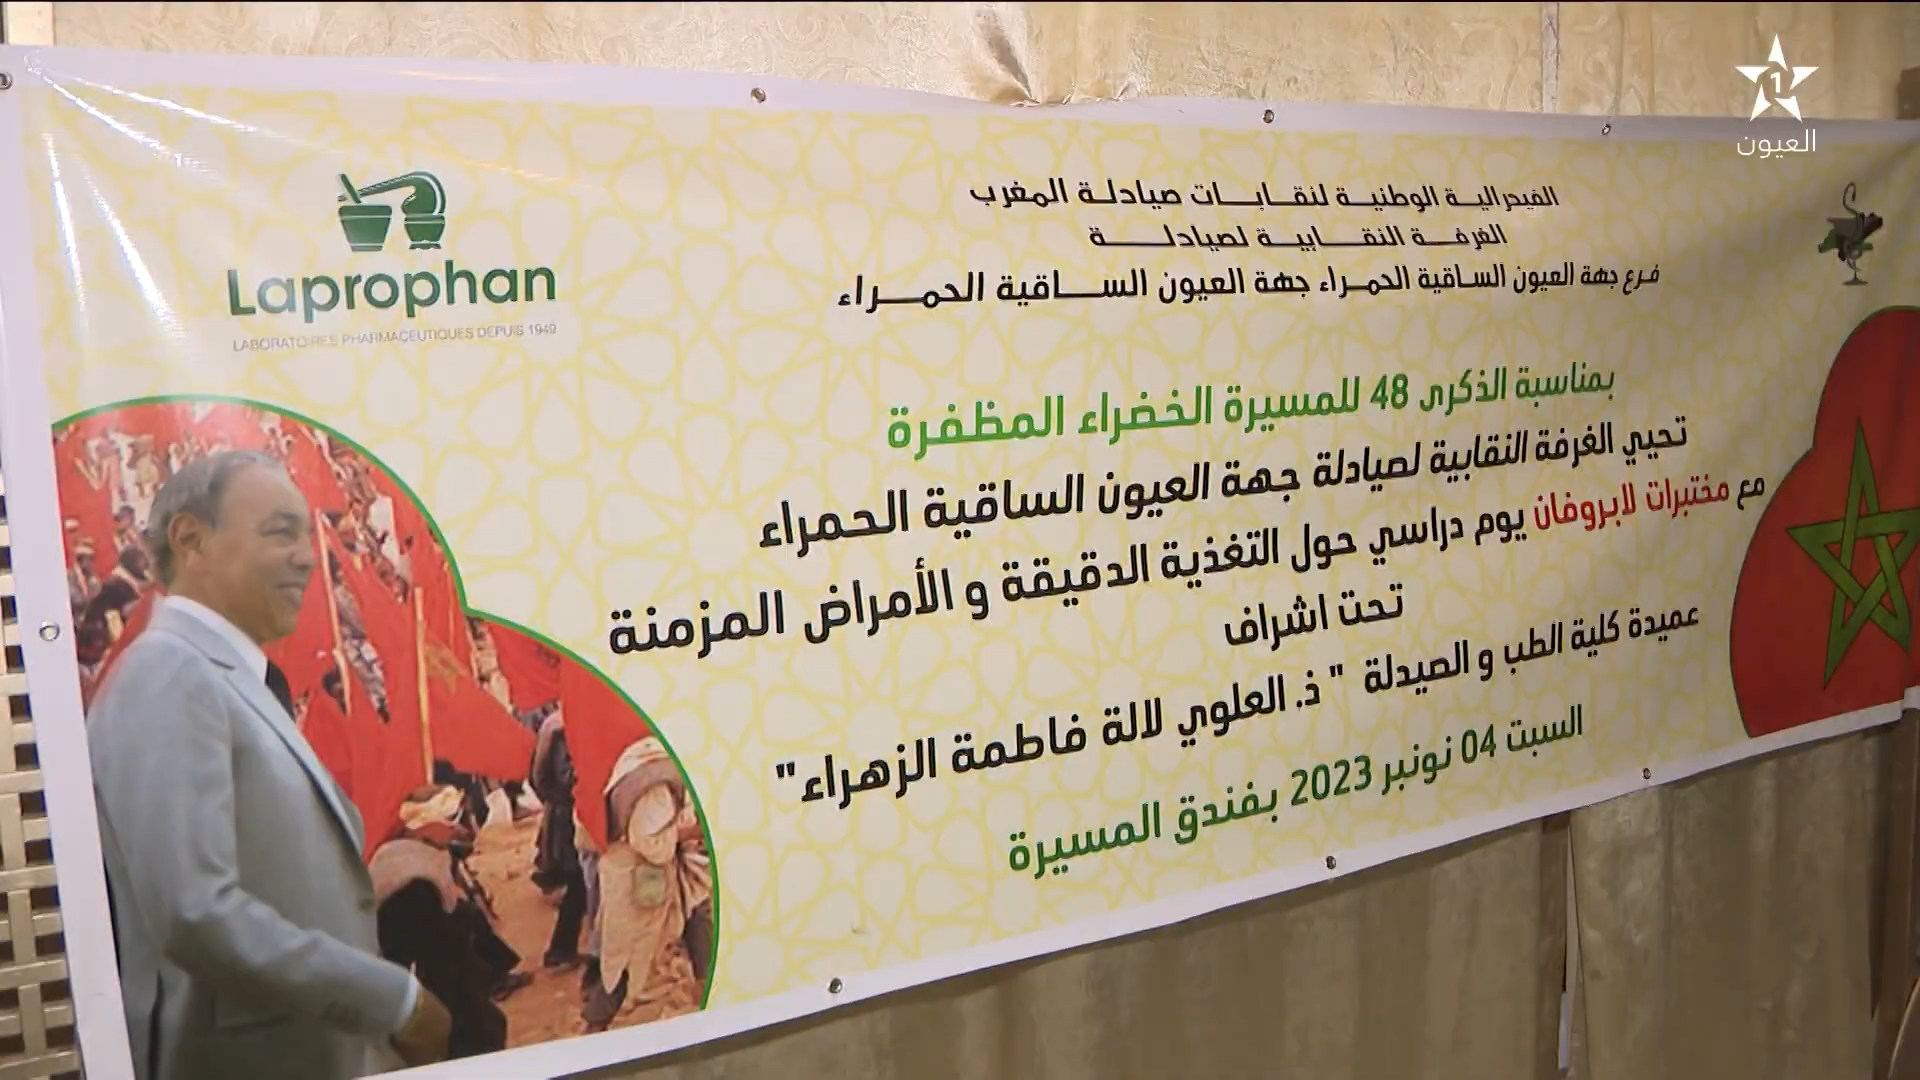 1
العيون
Laprophan
LABORATOIRES PHARMACEUTIQUES DEPUIS 1949
الفيدرالية الوطنية لنقابات صيادلة المغرب
الغرفة النقابية لصيادلة
فرع جهة العيون الساقية الحمراء جهة العيون الساقية الحمراء
بمناسبة الذكرى 48 للمسيرة الخضراء المظفرة
تحيي الغرفة النقابية لصيادلة جهة العيون الساقية الحمراء
مع مختبرات لابروفان يوم دراسي حول التغذية الدقيقة و الأمراض المزمنة
تحت اشراف
عميدة كلية الطب و الصيدلة " ذ. العلوي لالة فاطمة الزهراء"
السبت 04 نونبر 2023 بفندق المسيرة